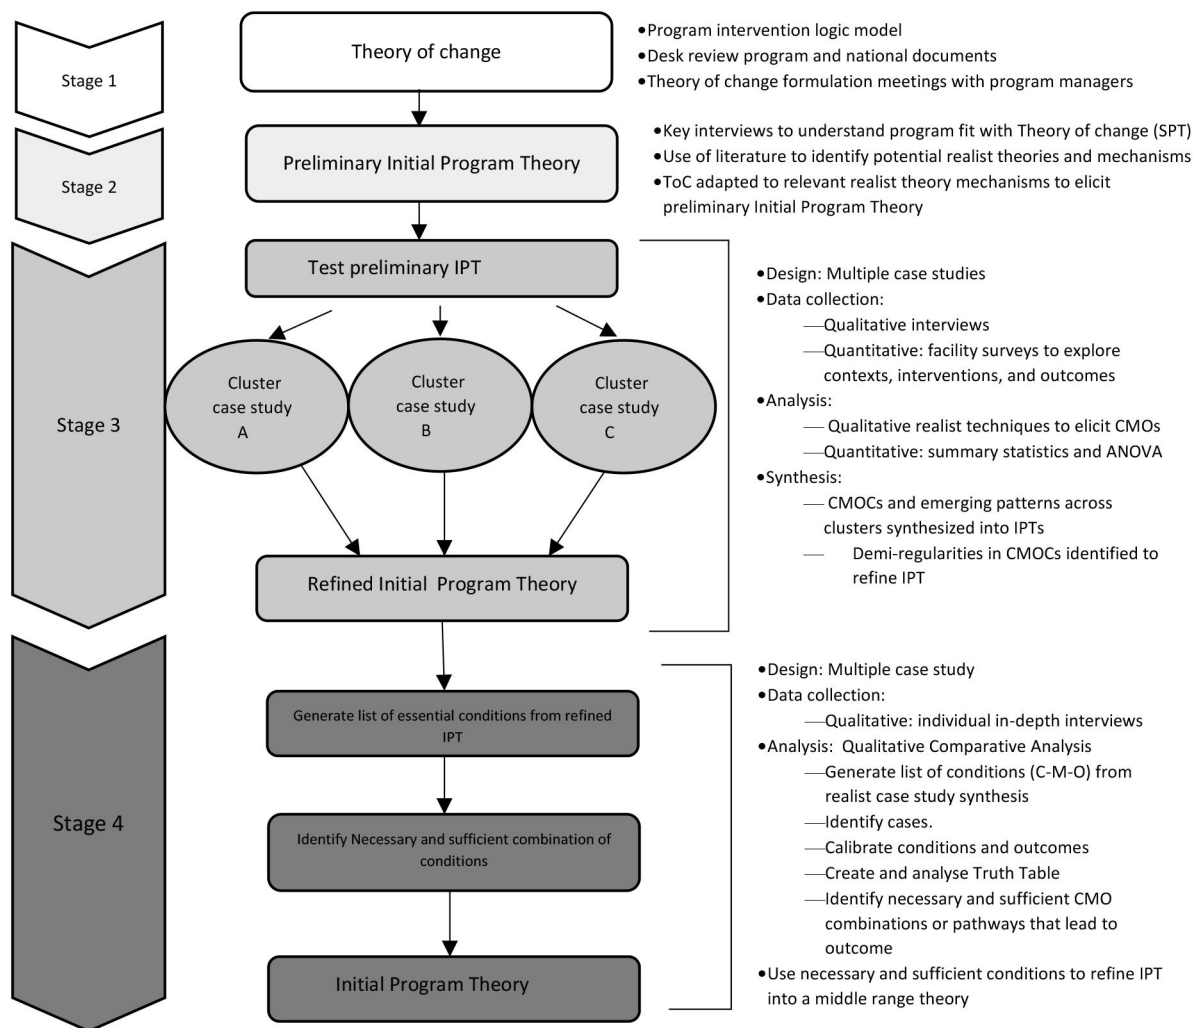 Stage 1
Theory of change
•Program intervention logic model
•Desk review program and national documents
•Theory of change formulation meetings with program managers
Stage 2
Preliminary Initial Program Theory
•Key interviews to understand program fit with Theory of change (SPT)
•Use of literature to identify potential realist theories and mechanisms
•ToC adapted to relevant realist theory mechanisms to elicit
preliminary Initial Program Theory
Stage 3
Test preliminary IPT
Cluster
case study
A
Cluster
case study
B
Cluster
case study
C
Refined Initial Program Theory
•Design: Multiple case studies
•Data collection:
—Qualitative interviews
—Quantitative: facility surveys to explore
contexts, interventions, and outcomes
•Analysis:
— Qualitative realist techniques to elicit CMOs
—Quantitative: summary statistics and ANOVA
•Synthesis:
— CMOCs and emerging patterns across
clusters synthesized into IPTs
— Demi-regularities in CMOCs identified to
refine IPT
Stage 4
Generate list of essential conditions from refined
IPT
Identify Necessary and sufficient combination of
conditions
Initial Program Theory
•Design: Multiple case study
•Data collection:
—Qualitative: individual in-depth interviews
•Analysis: Qualitative Comparative Analysis
—Generate list of conditions (C-M-O) from
realist case study synthesis
—Identify cases.
—Calibrate conditions and outcomes
—Create and analyse Truth Table
—Identify necessary and sufficient CMO
combinations or pathways that lead to
outcome
•Use necessary and sufficient conditions to refine IPT
into a middle range theory